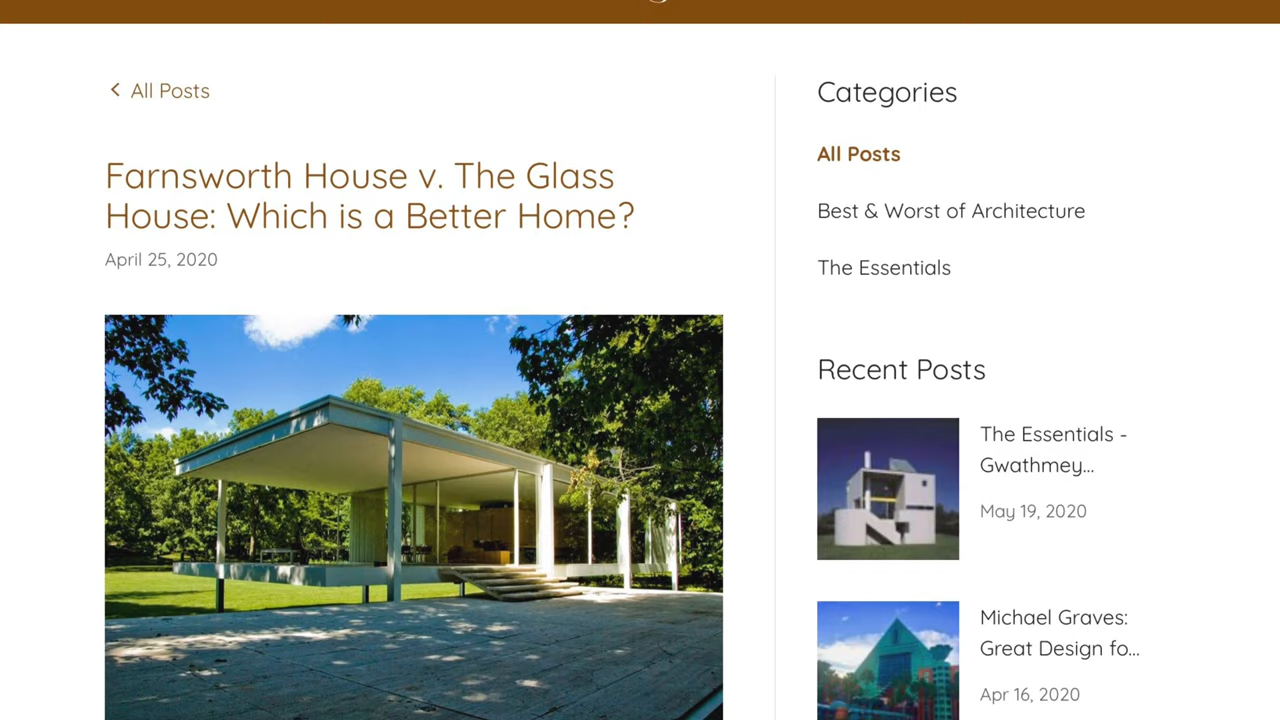 All Posts
Farnsworth House v. The Glass
House: Which is a Better Home?
April 25, 2020
Categories
All Posts
Best & Worst of Architecture
The Essentials
Recent Posts
The Essentials -
Gwathmey...
May 19, 2020
Michael Graves:
Great Design fo...
Apr 16, 2020